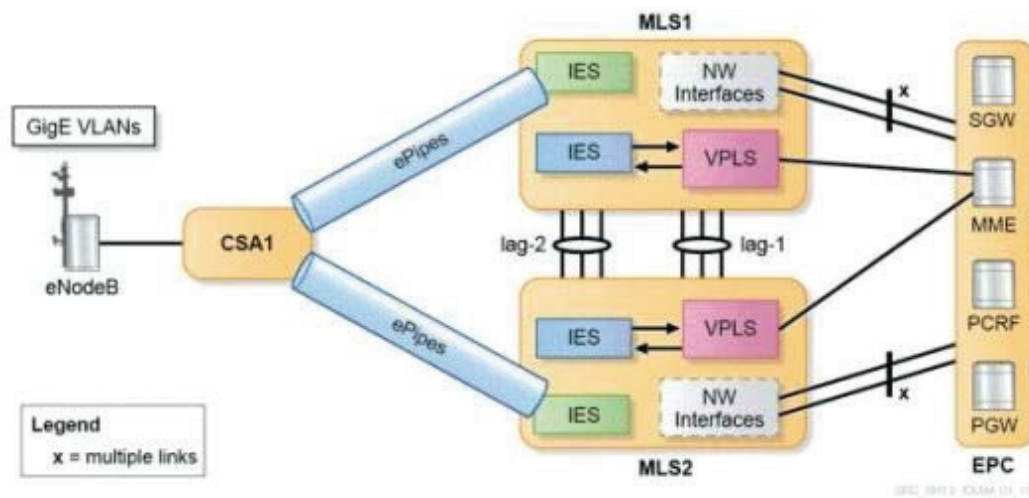 MLS1
IES
NW
Interfaces
x
SGW
GigE VLANs
ePipes
IES
VPLS
MME
CSA1
lag-2
lag-1
eNodeB
ePipes
IES
VPLS
PCRF
x
IES
NW
Interfaces
PGW
Legend
x = multiple links
MLS2
EPC